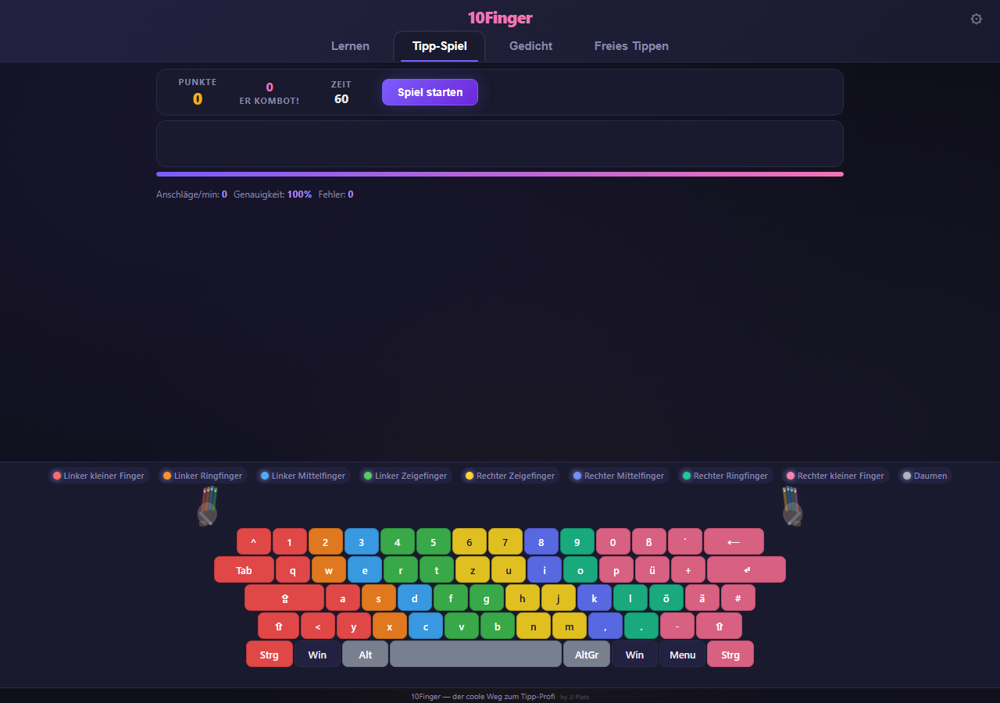 10Finger
⚙
Lernen Tipp-Spiel Gedicht Freies Tippen
PUNKTE
0
0
ER KOMBOT!
ZEIT
60
Spiel starten
Anschläge/min: 0 Genauigkeit: 100% Fehler: 0
Linker kleiner Finger Linker Ringfinger Linker Mittelfinger Linker Zeigefinger Rechter Zeigefinger Rechter Mittelfinger Rechter Ringfinger Rechter kleiner Finger Daumen
^ 1 2 3 4 5 6 7 8 9 0 ß ´ ⟵
Tab q w e r t z u i o p ü + ↲
⇪ a s d f g h j k l ö ä #
⇧ < y x c v b n m , . - ⇧
Strg Win Alt AltGr Win Menu Strg
10Finger — der coole Weg zum Tipp-Profi · by JJ Platz